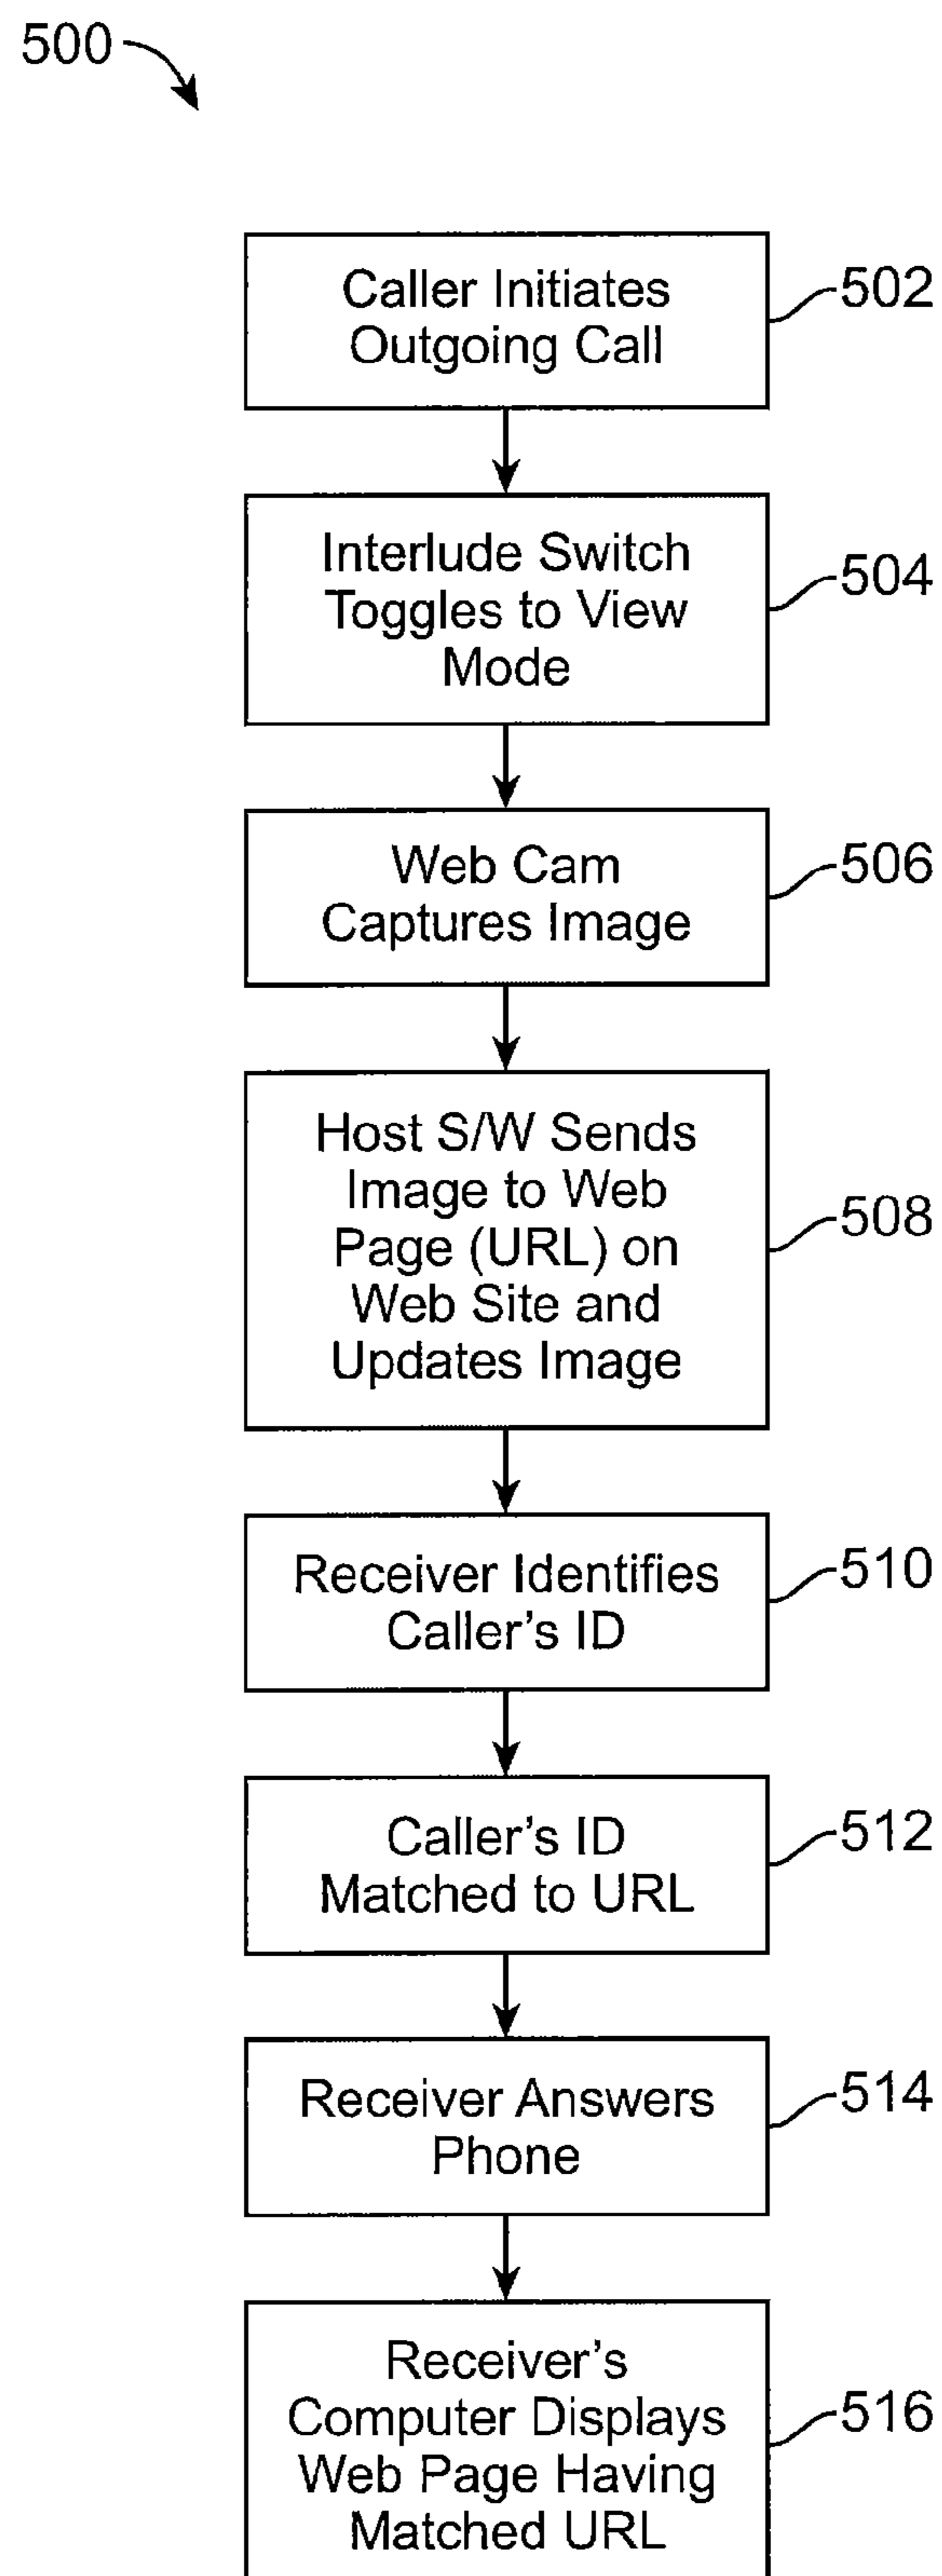 500
Caller Initiates
Outgoing Call
502
Interlude Switch
Toggles to View
Mode
504
Web Cam
Captures Image
506
Host S/W Sends
Image to Web
Page (URL) on
Web Site and
Updates Image
508
Receiver Identifies
Caller's ID
510
Caller's ID
Matched to URL
512
Receiver Answers
Phone
514
Receiver's
Computer Displays
Web Page Having
Matched URL
516